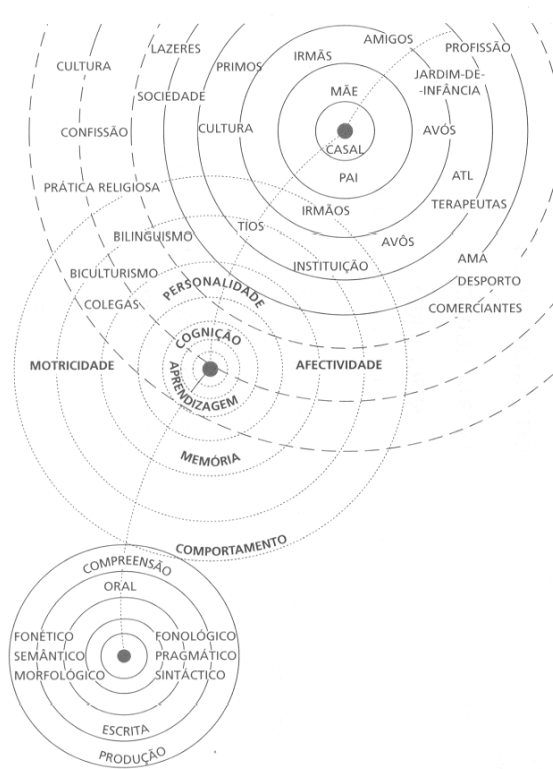 AMIGOS
PROFISSÃO
LAZERES
IRMÃS
CULTURA
PRIMOS
JARDIM-DE-
-INFÂNCIA
MÃE
SOCIEDADE
CONFISSÃO
CULTURA
AVÓS
CASAL
PAI
ATL
PRÁTICA RELIGIOSA
TERAPEUTAS
IRMÃOS
TIOS
BILINGUISMO
AVÔS
AMA
INSTITUIÇÃO
BICULTURISMO
DESPORTO
PERSONALIDADE
COLEGAS
COMERCIANTES
COGNIÇÃO
MOTRICIDADE
AFECTIVIDADE
APRENDIZAGEM
MEMÓRIA
COMPORTAMENTO
COMPREENSÃO
ORAL
FONÉTICO FONOLÓGICO
SEMÂNTICO PRAGMÁTICO
MORFOLÓGICO SINTÁCTICO
ESCRITA
PRODUÇÃO